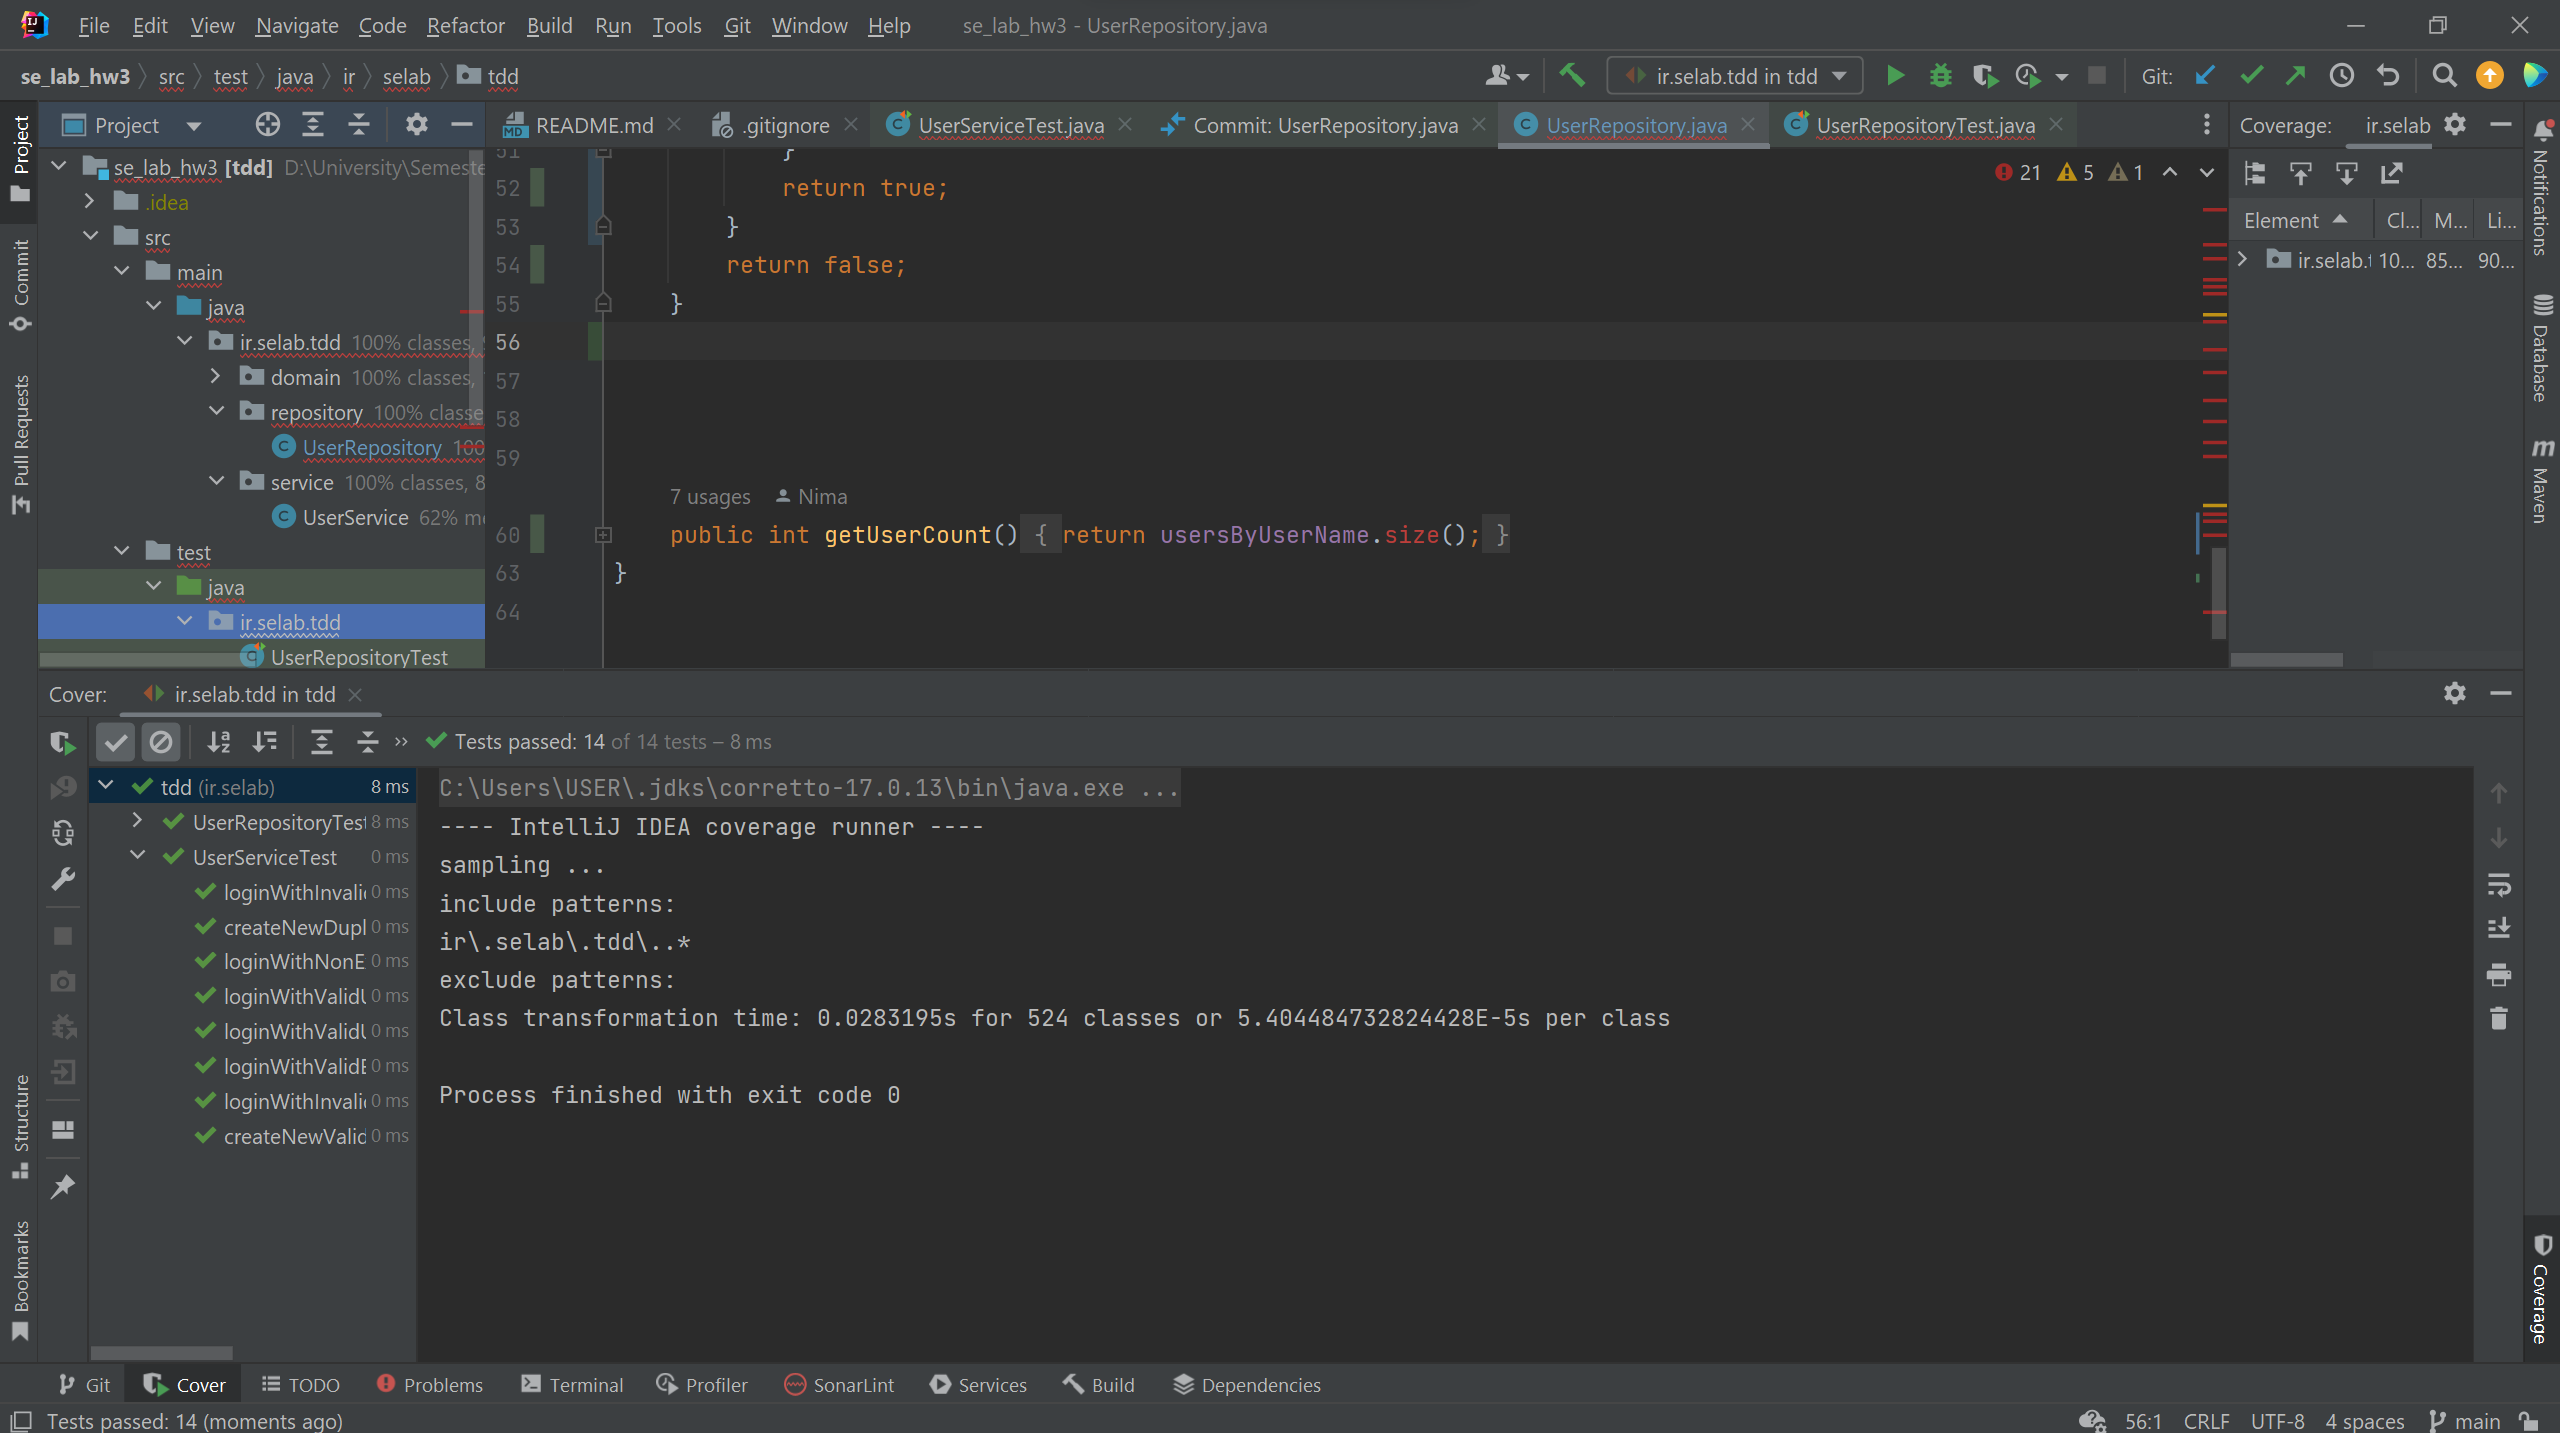 File Edit View Navigate Code Refactor Build Run Tools Git Window Help se_lab_hw3 - UserRepository.java
se_lab_hw3 src test java ir selab tdd
ir.selab.tdd in tdd
Git:
Project
README.md
.gitignore
UserServiceTest.java
Commit: UserRepository.java
UserRepository.java
UserRepositoryTest.java
Coverage: ir.selab
se_lab_hw3 [tdd] D:\University\Semeste
.idea
src
main
java
ir.selab.tdd 100% classes,
domain 100% classes,
repository 100% classe
UserRepository 100
service 100% classes, 8
UserService 62% m
test
java
ir.selab.tdd
UserRepositoryTest
51 }
52 return true;
53 }
54 return false;
55 }
56
57
58
59
7 usages Nima
60 public int getUserCount() { return usersByUserName.size(); }
63 }
64
21 5 1
Element Cl... M... Li...
ir.selab.t 10... 85... 90...
Project
Commit
Pull Requests
Structure
Bookmarks
Notifications
Database
m Maven
Coverage
Cover: ir.selab.tdd in tdd
Tests passed: 14 of 14 tests – 8 ms
tdd (ir.selab) 8 ms
UserRepositoryTest 8 ms
UserServiceTest 0 ms
loginWithInvali 0 ms
createNewDupl 0 ms
loginWithNonE 0 ms
loginWithValidU 0 ms
loginWithValidU 0 ms
loginWithValidE 0 ms
loginWithInvali 0 ms
createNewValid 0 ms
C:\Users\USER\.jdks\corretto-17.0.13\bin\java.exe ...
---- IntelliJ IDEA coverage runner ----
sampling ...
include patterns:
ir\.selab\.tdd\..*
exclude patterns:
Class transformation time: 0.0283195s for 524 classes or 5.404484732824428E-5s per class
Process finished with exit code 0
Git Cover TODO Problems Terminal Profiler SonarLint Services Build Dependencies
Tests passed: 14 (moments ago)
56:1 CRLF UTF-8 4 spaces main